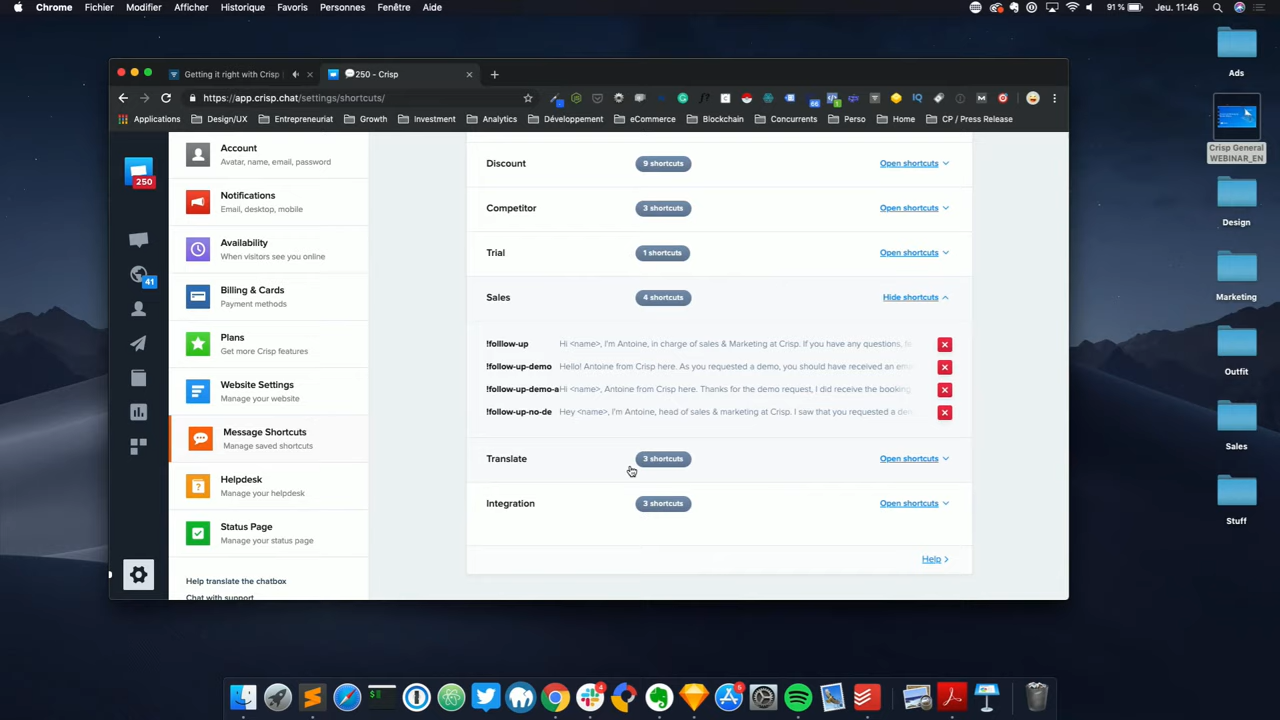 Chrome Fichier Modifier Afficher Historique Favoris Personnes Fenêtre Aide
91 % Jeu. 11:46
Getting it right with Crisp
250 - Crisp
https://app.crisp.chat/settings/shortcuts/
Applications Design/UX Entrepreneuriat Growth Investment Analytics Développement eCommerce Blockchain Concurrents Perso Home CP / Press Release
250
41
Account
Avatar, name, email, password
Notifications
Email, desktop, mobile
Availability
When visitors see you online
Billing & Cards
Payment methods
Plans
Get more Crisp features
Website Settings
Manage your website
Message Shortcuts
Manage saved shortcuts
Helpdesk
Manage your helpdesk
Status Page
Manage your status page
Help translate the chatbox
Chat with support
Discount 9 shortcuts Open shortcuts
Competitor 3 shortcuts Open shortcuts
Trial 1 shortcuts Open shortcuts
Sales 4 shortcuts Hide shortcuts
!folllow-up Hi <name>, I'm Antoine, in charge of sales & Marketing at Crisp. If you have any questions,
!follow-up-demo Hello! Antoine from Crisp here. As you requested a demo, you should have received an em
!follow-up-demo-a Hi <name>, Antoine from Crisp here. Thanks for the demo request, I did receive the booking
!follow-up-no-de Hey <name>, I'm Antoine, head of sales & marketing at Crisp. I saw that you requested a de
Translate 3 shortcuts Open shortcuts
Integration 3 shortcuts Open shortcuts
Help
Ads
Crisp General
WEBINAR_EN
Design
Marketing
Outfit
Sales
Stuff